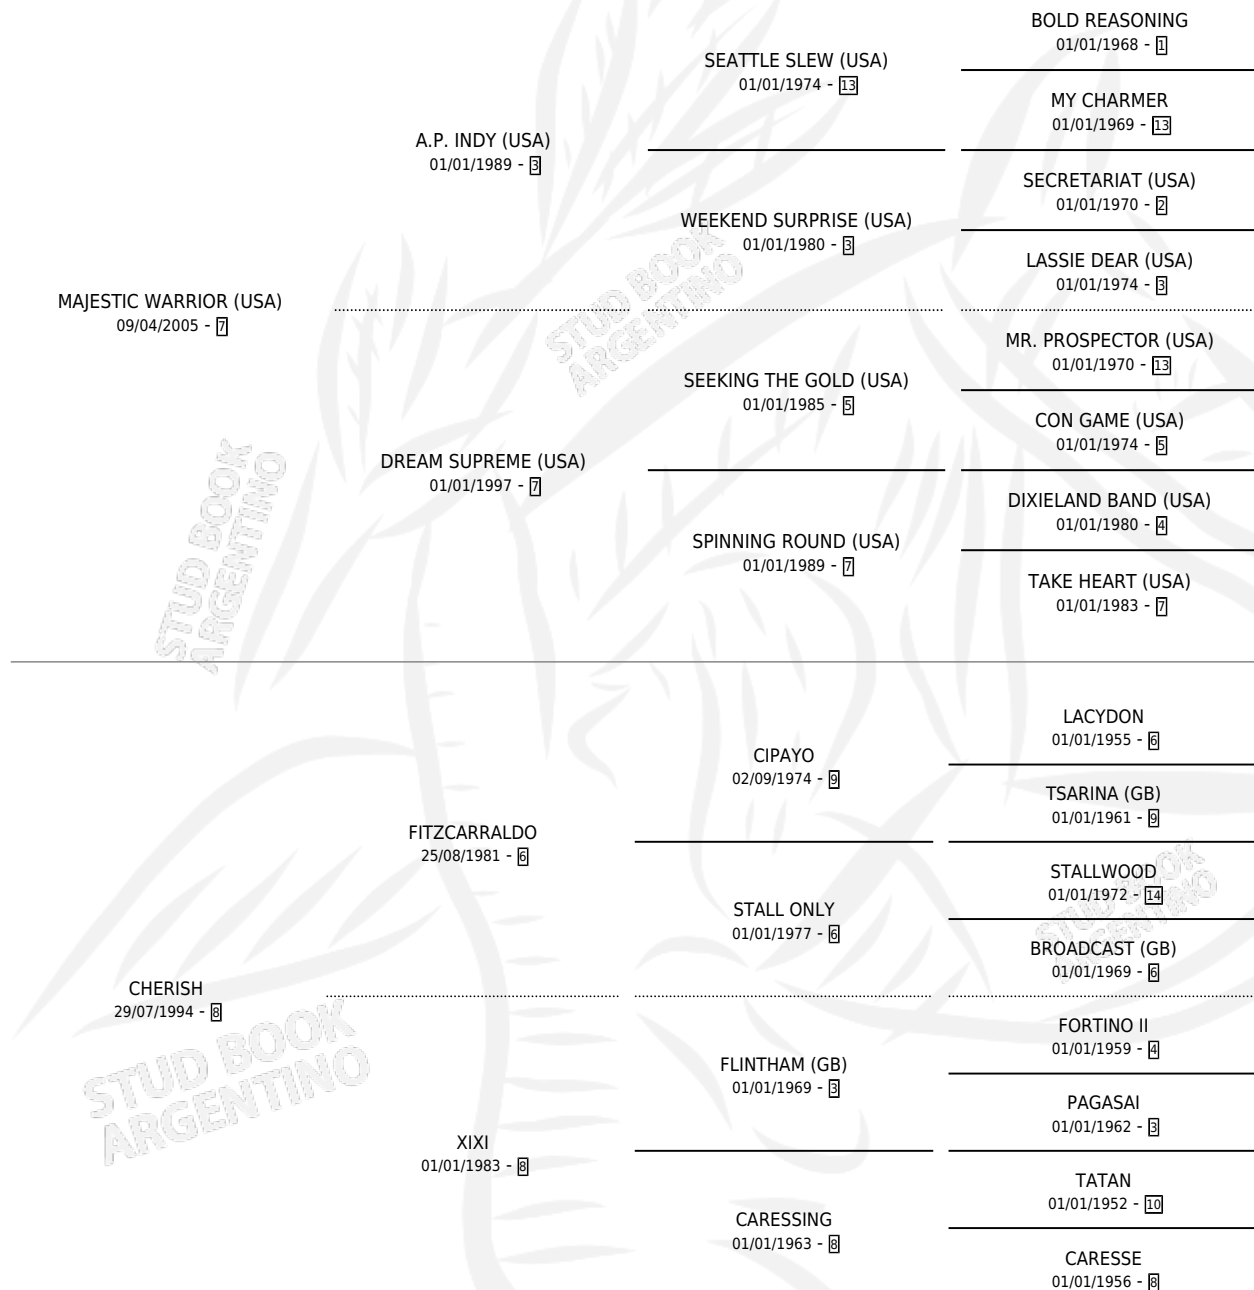 BOLD REASONING
01/01/1968 - 1
SEATTLE SLEW (USA)
01/01/1974 - 13
MY CHARMER
01/01/1969 - 13
A.P. INDY (USA)
01/01/1989 - 3
SECRETARIAT (USA)
01/01/1970 - 2
WEEKEND SURPRISE (USA)
01/01/1980 - 3
LASSIE DEAR (USA)
01/01/1974 - 3
MAJESTIC WARRIOR (USA)
09/04/2005 - 7
MR. PROSPECTOR (USA)
01/01/1970 - 13
SEEKING THE GOLD (USA)
01/01/1985 - 5
CON GAME (USA)
01/01/1974 - 5
DREAM SUPREME (USA)
01/01/1997 - 7
DIXIELAND BAND (USA)
01/01/1980 - 4
SPINNING ROUND (USA)
01/01/1989 - 7
TAKE HEART (USA)
01/01/1983 - 7
LACYDON
01/01/1955 - 6
CIPAYO
02/09/1974 - 9
TSARINA (GB)
01/01/1961 - 9
FITZCARRALDO
25/08/1981 - 6
STALLWOOD
01/01/1972 - 14
STALL ONLY
01/01/1977 - 6
BROADCAST (GB)
01/01/1969 - 6
CHERISH
29/07/1994 - 8
FORTINO II
01/01/1959 - 4
FLINTHAM (GB)
01/01/1969 - 3
PAGASAI
01/01/1962 - 3
XIXI
01/01/1983 - 8
TATAN
01/01/1952 - 10
CARESSING
01/01/1963 - 8
CARESSE
01/01/1956 - 8
STUD BOOK
ARGENTINO
STUD BOOK
ARGENTINO
STUD BOOK
ARGENTINO
STUD BOOK
ARGENTINO